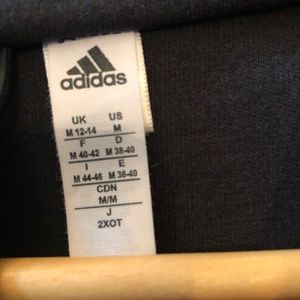 adidas
UK US
M 12-14 M
F D
M 40-42 M 38-40
I E
M 44-46 M 38-40
CDN
M/M
J
2XOT